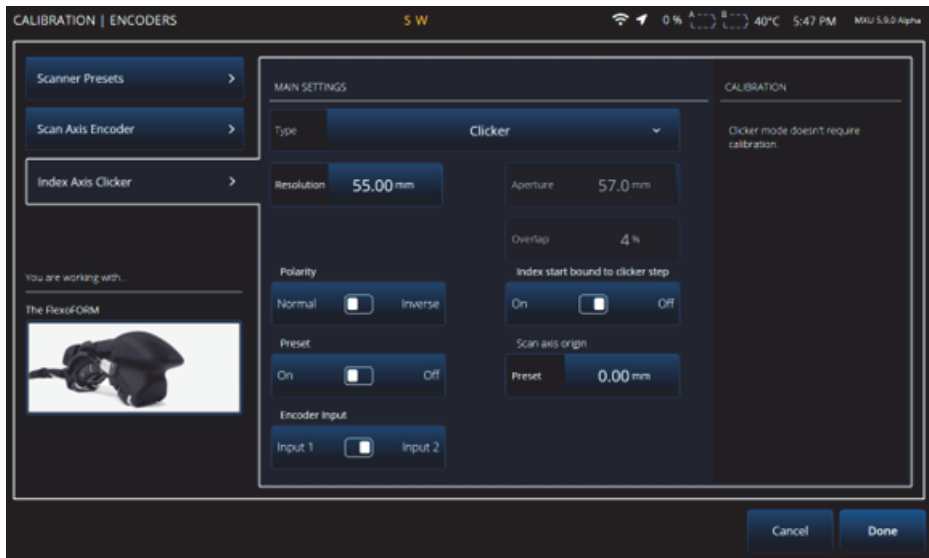 CALIBRATION | ENCODERS
S W
0 % A B 40°C 5:47 PM MXU 5.9.0 Alpha
Scanner Presets
Scan Axis Encoder
Index Axis Clicker
You are working with...
The FlexoFORM
MAIN SETTINGS
Type Clicker
Resolution 55.00 mm
Aperture 57.0 mm
Overlap 4 %
Polarity
Normal Inverse
Index start bound to clicker step
On Off
Preset
On Off
Scan axis origin
Preset 0.00 mm
Encoder Input
Input 1 Input 2
CALIBRATION
Clicker mode doesn't require
calibration.
Cancel Done